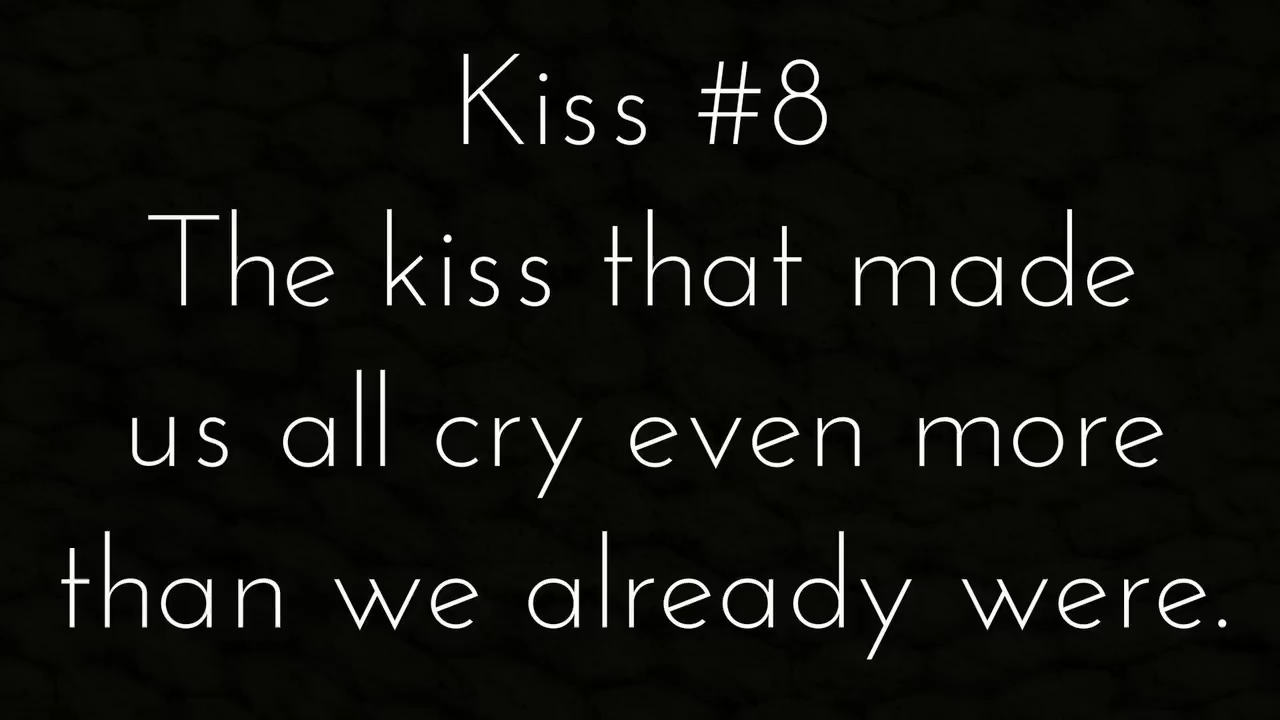 Kiss #8
The kiss that made
us all cry even more
than we already were.